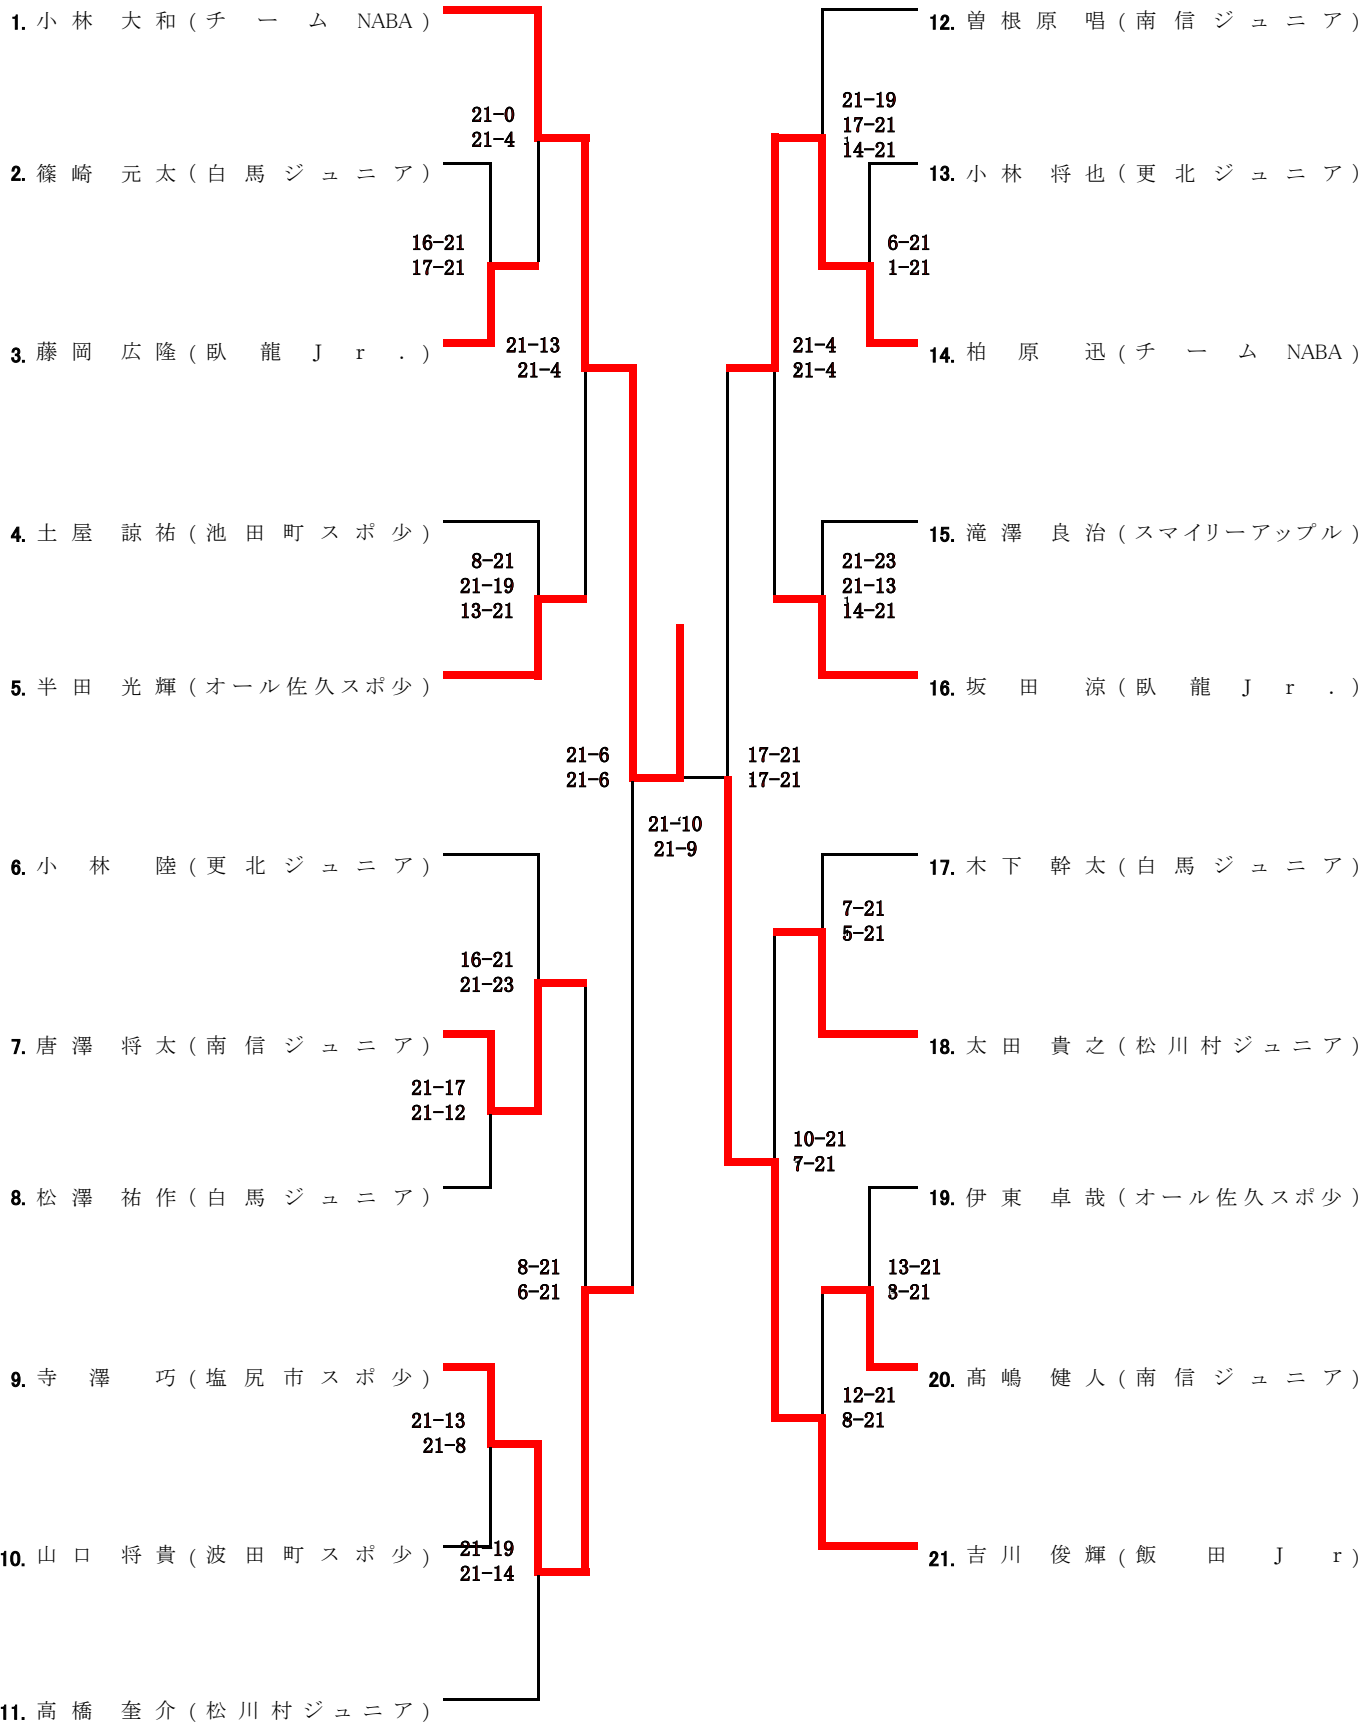 1. 小林 大和 (チーム NABA)
21-0
21-4
2. 篠崎 元太 (白馬ジュニア)
16-21
17-21
3. 藤岡 広隆 (臥龍Jr.)
21-13
21-4
4. 土屋 諒祐 (池田町スポ少)
8-21
21-19
13-21
5. 半田 光輝 (オール佐久スポ少)
21-6
21-6
6. 小林 陸 (更北ジュニア)
16-21
21-23
7. 唐澤 将太 (南信ジュニア)
21-17
21-12
8. 松澤 祐作 (白馬ジュニア)
8-21
6-21
9. 寺澤 巧 (塩尻市スポ少)
21-13
21-8
10. 山口 将貴 (波田町スポ少)
21-19
21-14
11. 高橋 奎介 (松川村ジュニア)
21-10
21-9
12. 曽根原 唱 (南信ジュニア)
21-19
17-21
14-21
13. 小林 将也 (更北ジュニア)
6-21
1-21
14. 柏原 迅 (チーム NABA)
21-4
21-4
15. 滝澤 良治 (スマイリーアップル)
21-23
21-13
14-21
16. 坂田 涼 (臥龍Jr.)
17-21
17-21
17. 木下 幹太 (白馬ジュニア)
7-21
5-21
18. 太田 貴之 (松川村ジュニア)
10-21
7-21
19. 伊東 卓哉 (オール佐久スポ少)
13-21
3-21
20. 髙嶋 健人 (南信ジュニア)
12-21
8-21
21. 吉川 俊輝 (飯田Jr)